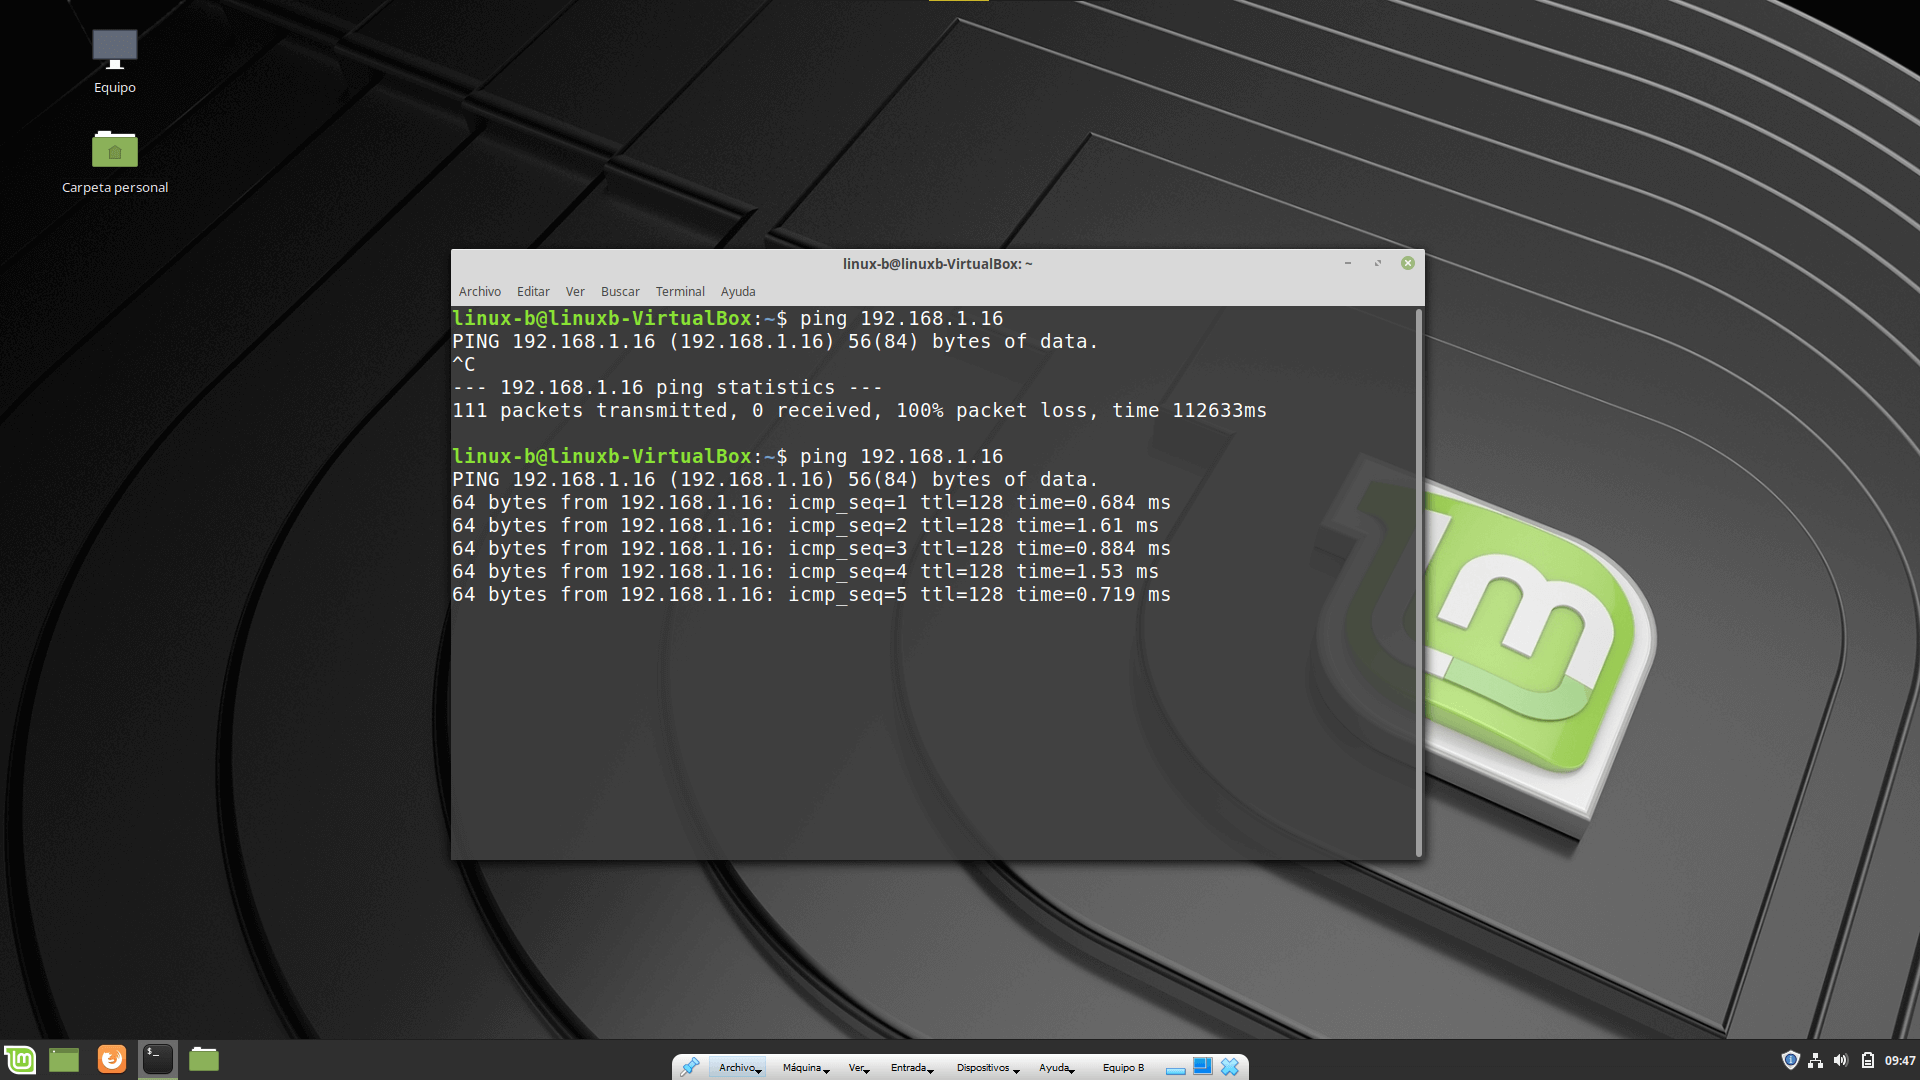 Equipo
Carpeta personal
linux-b@linuxb-VirtualBox: ~
Archivo Editar Ver Buscar Terminal Ayuda
linux-b@linuxb-VirtualBox:~$ ping 192.168.1.16
PING 192.168.1.16 (192.168.1.16) 56(84) bytes of data.
^C
--- 192.168.1.16 ping statistics ---
111 packets transmitted, 0 received, 100% packet loss, time 112633ms
linux-b@linuxb-VirtualBox:~$ ping 192.168.1.16
PING 192.168.1.16 (192.168.1.16) 56(84) bytes of data.
64 bytes from 192.168.1.16: icmp_seq=1 ttl=128 time=0.684 ms
64 bytes from 192.168.1.16: icmp_seq=2 ttl=128 time=1.61 ms
64 bytes from 192.168.1.16: icmp_seq=3 ttl=128 time=0.884 ms
64 bytes from 192.168.1.16: icmp_seq=4 ttl=128 time=1.53 ms
64 bytes from 192.168.1.16: icmp_seq=5 ttl=128 time=0.719 ms
Archivo Máquina Ver Entrada Dispositivos Ayuda Equipo B
09:47